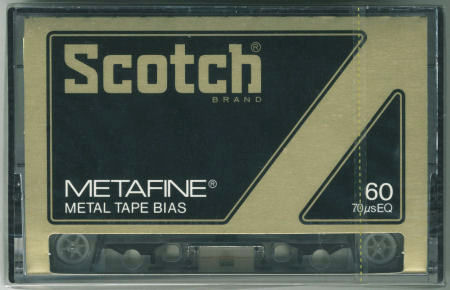 Scotch®
BRAND
METAFINE®
METAL TAPE BIAS
60
70µsEQ